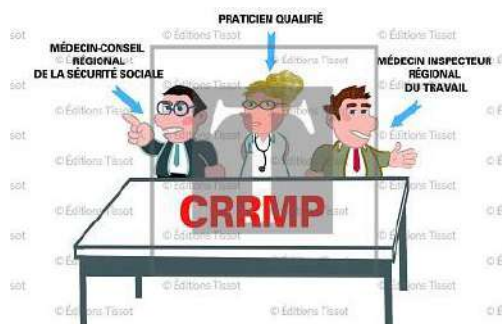 PRATICIEN QUALIFIÉ
MÉDECIN-CONSEIL
RÉGIONAL
DE LA SÉCURITÉ SOCIALE
MÉDECIN INSPECTEUR
RÉGIONAL
DU TRAVAIL
CRRMP
© Éditions Tissot